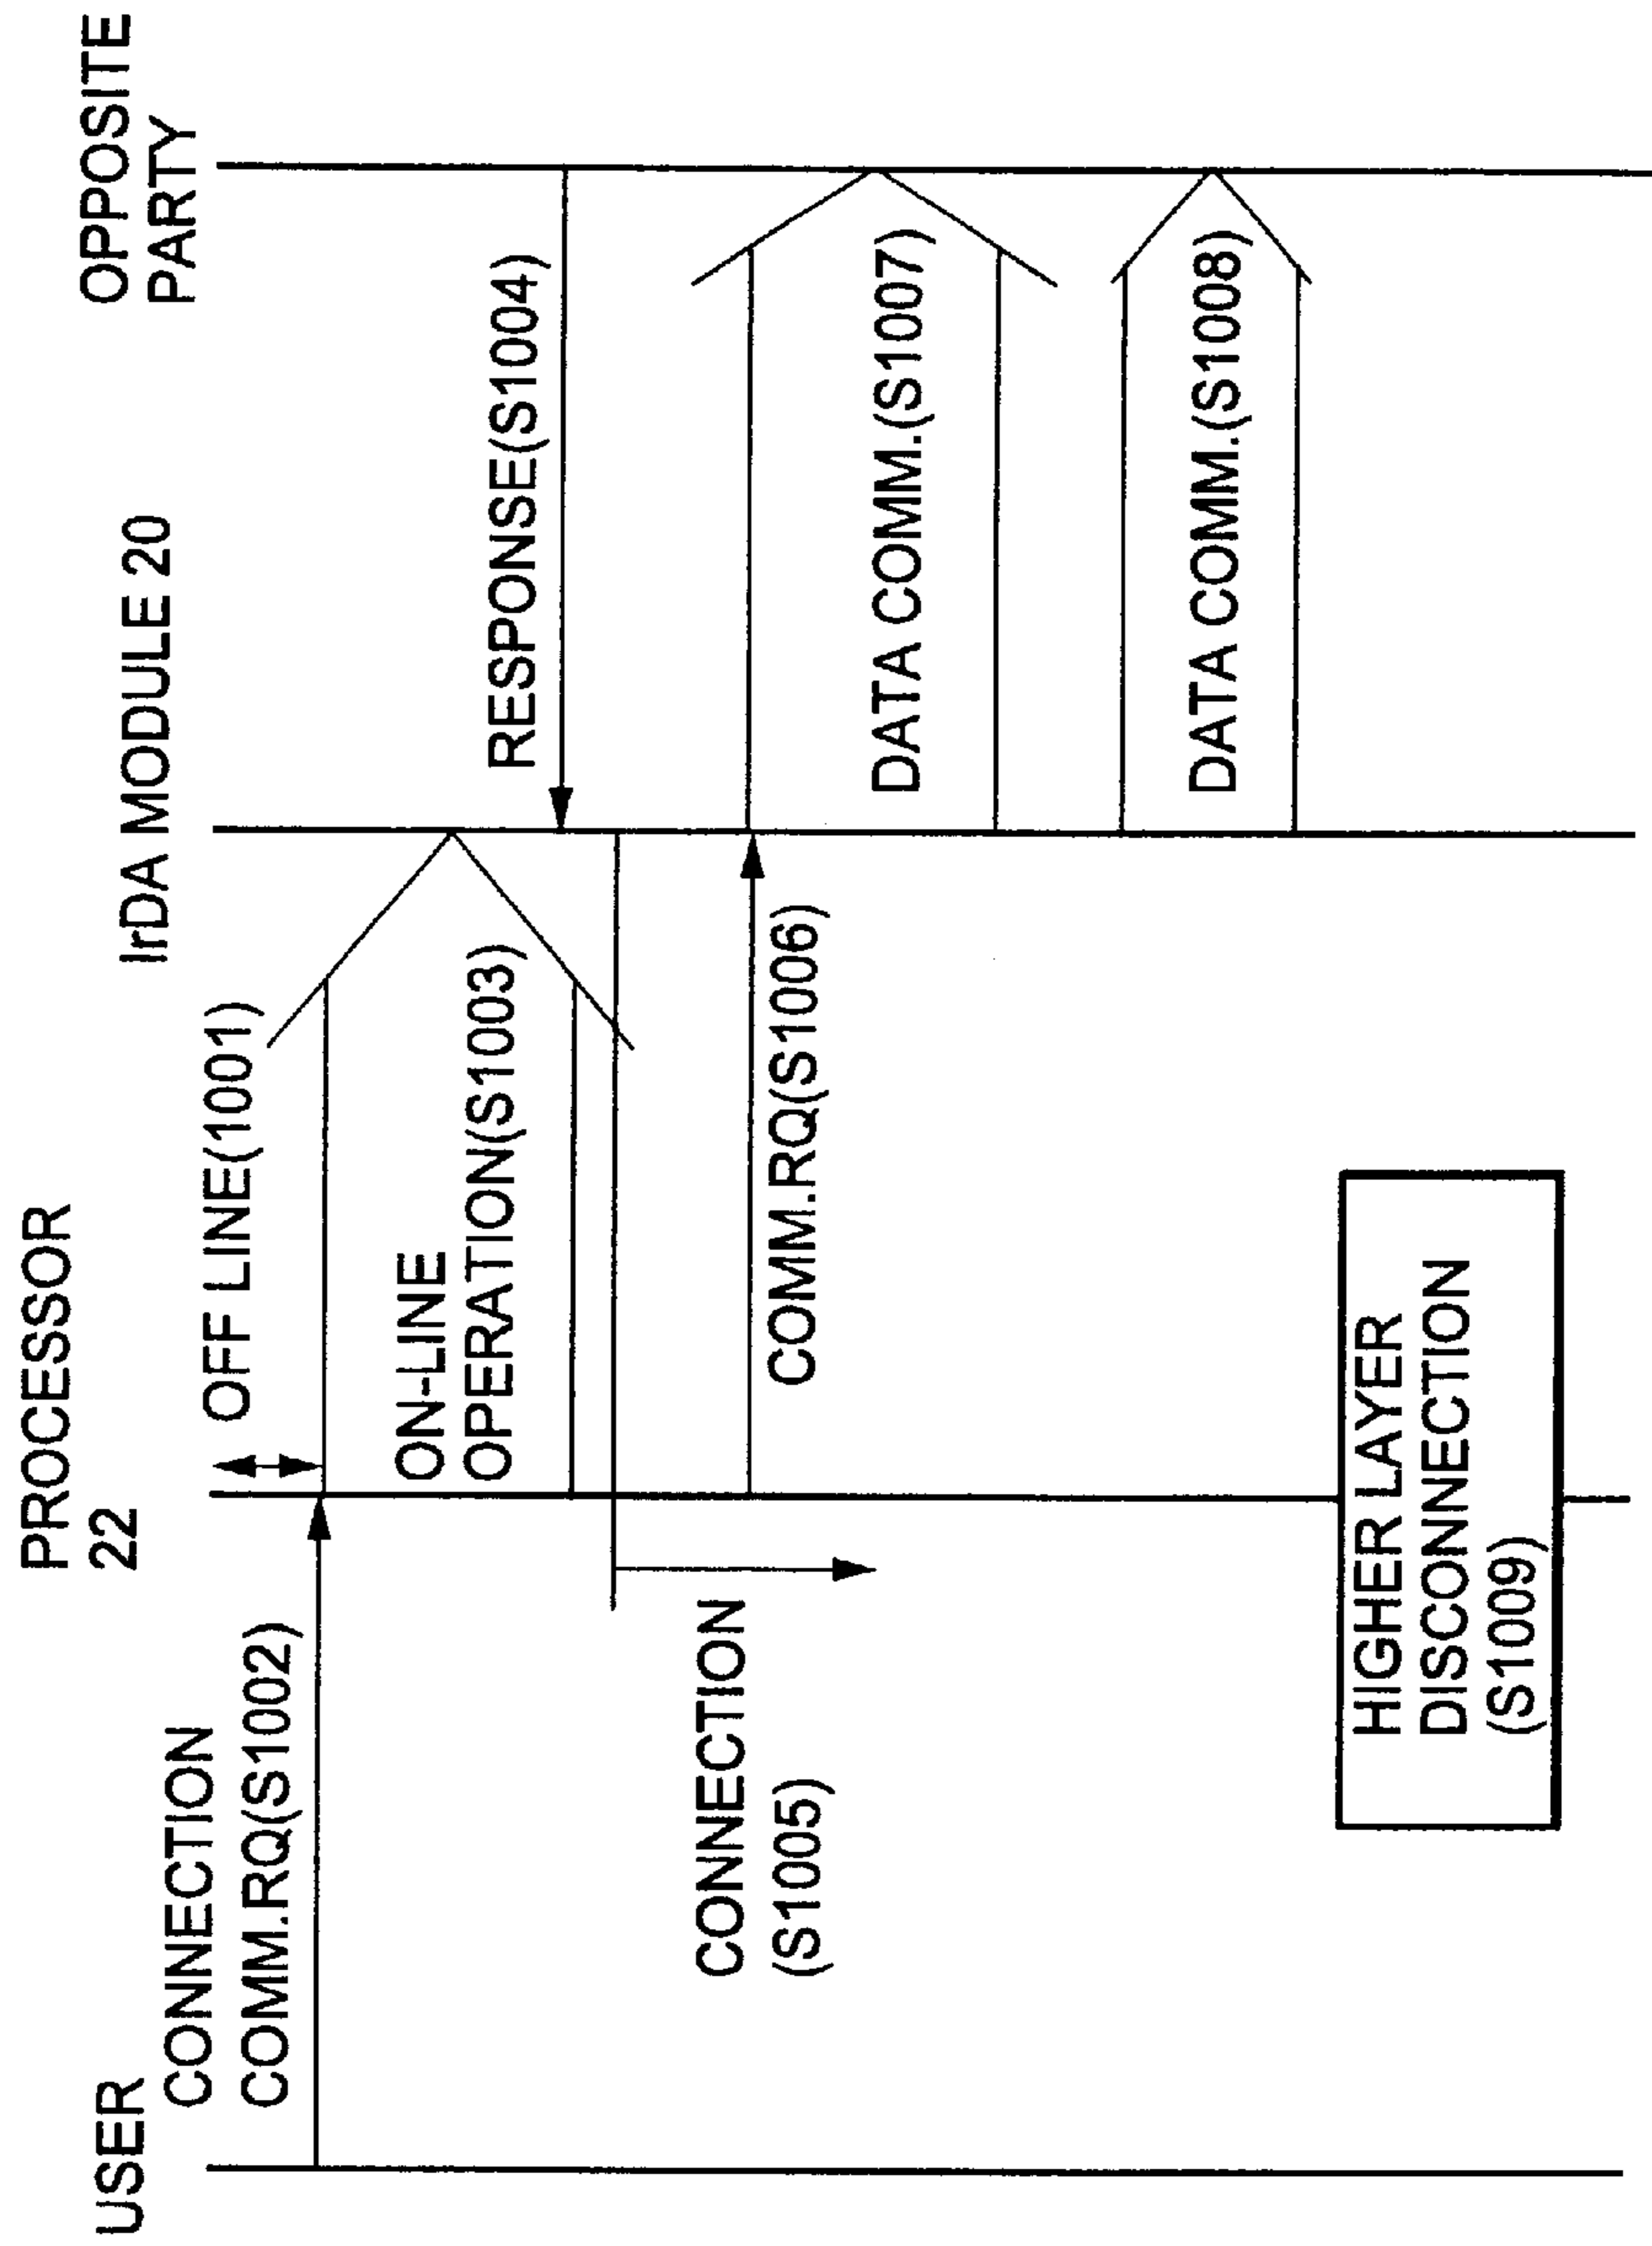 USER
PROCESSOR
22
IrDA MODULE 20
OPPOSITE
PARTY
CONNECTION
COMM.RQ(S1002)
OFF LINE(1001)
ON-LINE
OPERATION(S1003)
RESPONSE(S1004)
CONNECTION
(S1005)
COMM.RQ(S1006)
DATA COMM.(S1007)
DATA COMM.(S1008)
HIGHER LAYER
DISCONNECTION
(S1009)